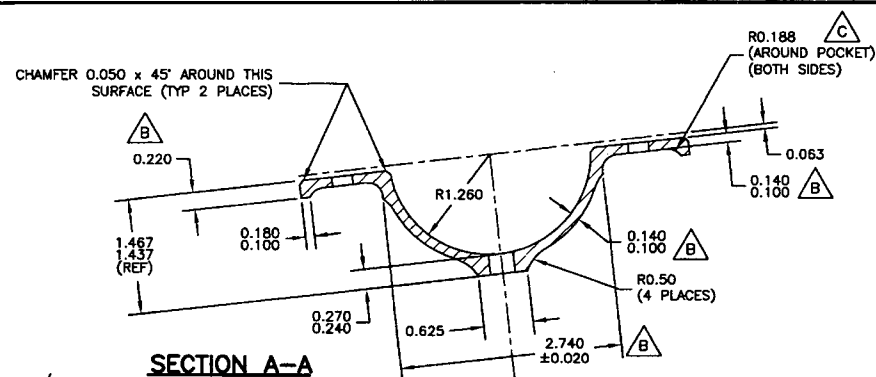 R0.188
C
(AROUND POCKET)
(BOTH SIDES)
CHAMFER 0.050 x 45° AROUND THIS
SURFACE (TYP 2 PLACES)
B
0.220
0.063
0.140
0.100
B
R1.260
0.180
0.100
1.467
1.437
(REF)
0.140
0.100
B
R0.50
(4 PLACES)
0.270
0.240
0.625
2.740
±0.020
B
SECTION A-A